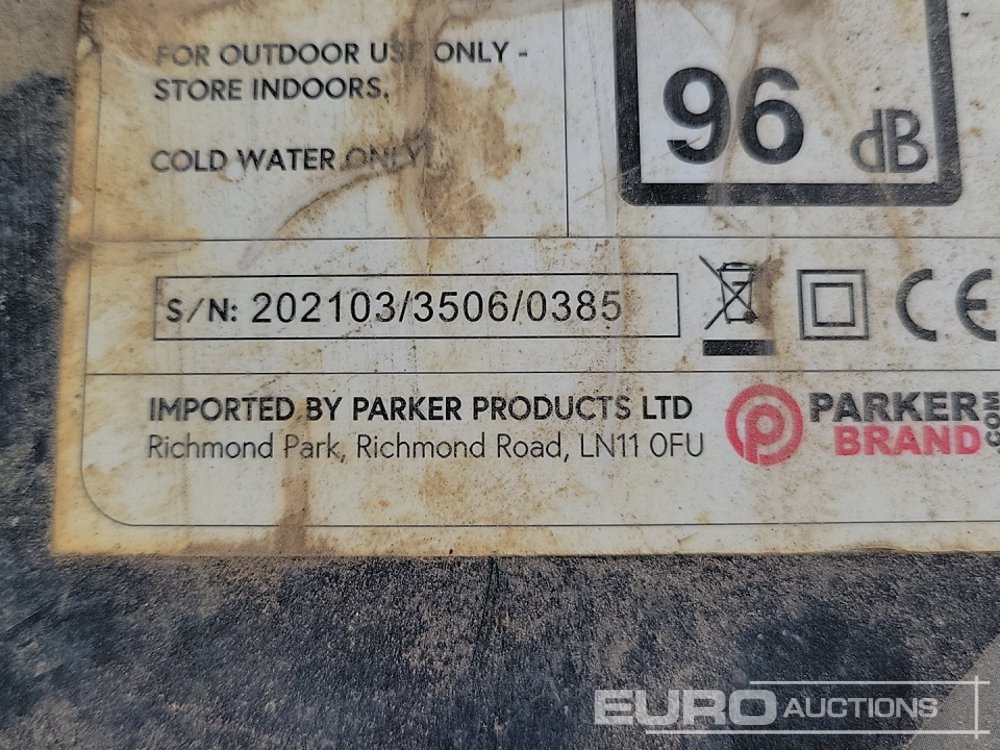 FOR OUTDOOR USE ONLY -
STORE INDOORS.
COLD WATER ONLY
96 dB
S/N: 202103/3506/0385
CE
IMPORTED BY PARKER PRODUCTS LTD
Richmond Park, Richmond Road, LN11 0FU
PARKER
BRAND
.COM
EURO AUCTIONS